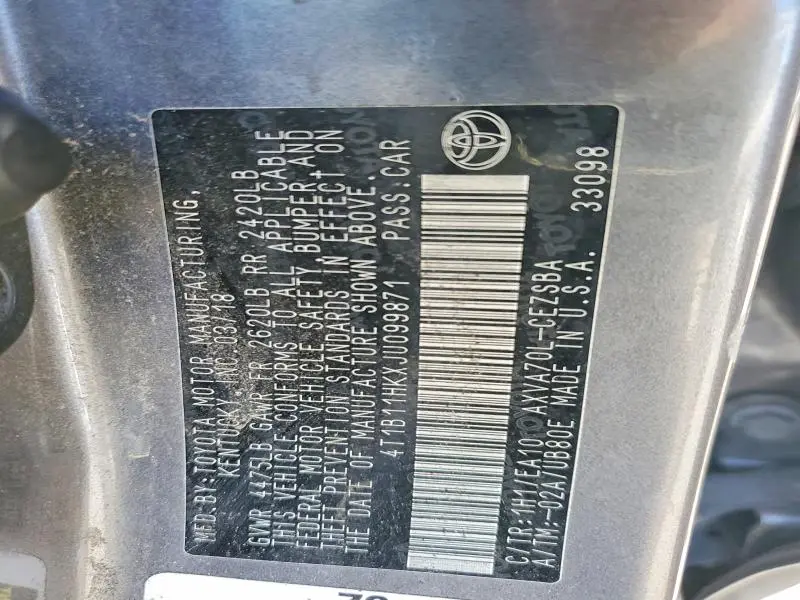 MFD.BY:TOYOTA MOTOR MANUFACTURING,
KENTUCKY, INC.03/18
GVWR 4475LB GAWR FR 2620LB RR 2420LB
THIS VEHICLE CONFORMS TO ALL APPLICABLE
FEDERAL MOTOR VEHICLE SAFETY, BUMPER, AND
THEFT PREVENTION STANDARDS IN EFFECT ON
THE DATE OF MANUFACTURE SHOWN ABOVE.
4T1B11HKXJU099871 PASS.CAR
C/TR:1H1/EA10 AXVA70L-CEZSBA
A/TM:-02A/UB80E MADE IN U.S.A. 33098